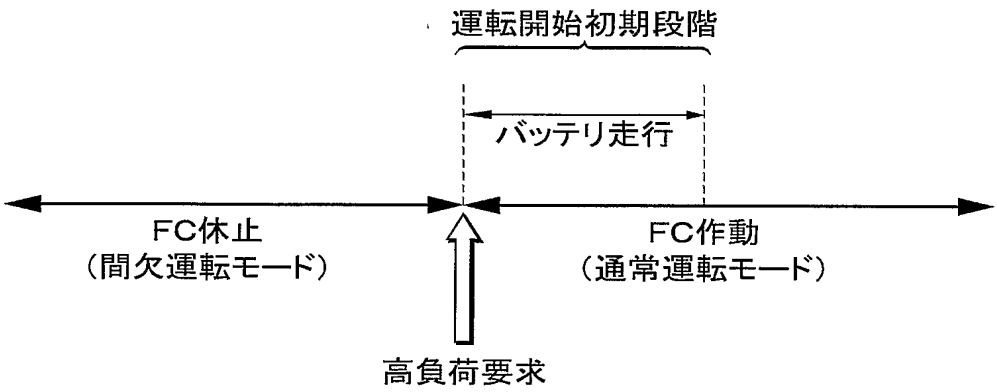 運転開始初期段階
バッテリ走行
FC休止
(間欠運転モード)
FC作動
(通常運転モード)
高負荷要求